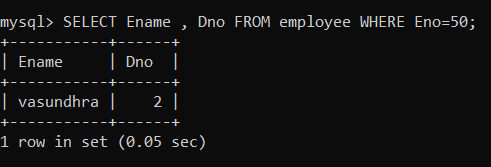 mysql> SELECT Ename , Dno FROM employee WHERE Eno=50;
+-----------+------+
| Ename     | Dno  |
+-----------+------+
| vasundhra |    2 |
+-----------+------+
1 row in set (0.05 sec)